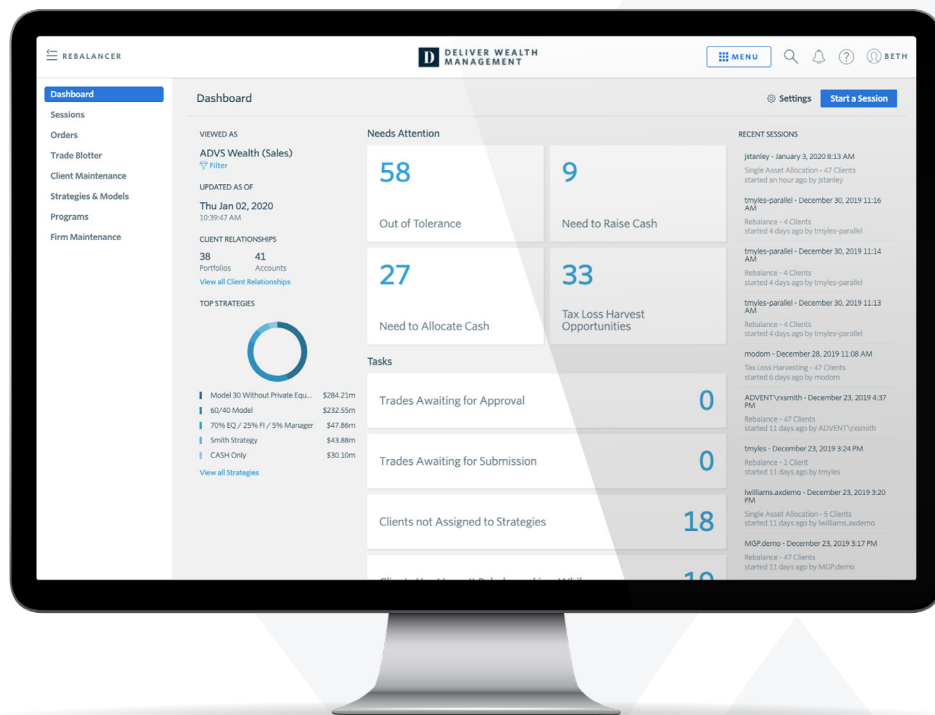 REBALANCER
D DELIVER WEALTH
MANAGEMENT
MENU
BETH
Dashboard
Sessions
Orders
Trade Blotter
Client Maintenance
Strategies & Models
Programs
Firm Maintenance
Dashboard
Settings
Start a Session
VIEWED AS
ADVS Wealth (Sales)
Filter
UPDATED AS OF
Thu Jan 02, 2020
10:39:47 AM
CLIENT RELATIONSHIPS
38 41
Portfolios Accounts
View all Client Relationships
TOP STRATEGIES
Model 30 Without Private Equ... $284.21m
60/40 Model $232.55m
70% EQ / 25% FI / 5% Manager $47.86m
Smith Strategy $43.88m
CASH Only $30.10m
View all Strategies
Needs Attention
58
Out of Tolerance
9
Need to Raise Cash
27
Need to Allocate Cash
33
Tax Loss Harvest
Opportunities
Tasks
Trades Awaiting for Approval 0
Trades Awaiting for Submission 0
Clients not Assigned to Strategies 18
RECENT SESSIONS
jstanley - January 3, 2020 8:13 AM
Single Asset Allocation - 47 Clients
started an hour ago by jstanley
tmyles-parallel - December 30, 2019 11:16
AM
Rebalance - 4 Clients
started 4 days ago by tmyles-parallel
tmyles-parallel - December 30, 2019 11:14
AM
Rebalance - 4 Clients
started 4 days ago by tmyles-parallel
tmyles-parallel - December 30, 2019 11:13
AM
Rebalance - 4 Clients
started 4 days ago by tmyles-parallel
modom - December 28, 2019 11:08 AM
Tax Loss Harvesting - 47 Clients
started 6 days ago by modom
ADVENT\rxsmith - December 23, 2019 4:37
PM
Rebalance - 47 Clients
started 11 days ago by ADVENT\rxsmith
tmyles - December 23, 2019 3:24 PM
Rebalance - 1 Client
started 11 days ago by tmyles
lwilliams.axdemo - December 23, 2019 3:20
PM
Single Asset Allocation - 5 Clients
started 11 days ago by lwilliams.axdemo
MGP.demo - December 23, 2019 3:17 PM
Rebalance - 47 Clients
started 11 days ago by MGP.demo